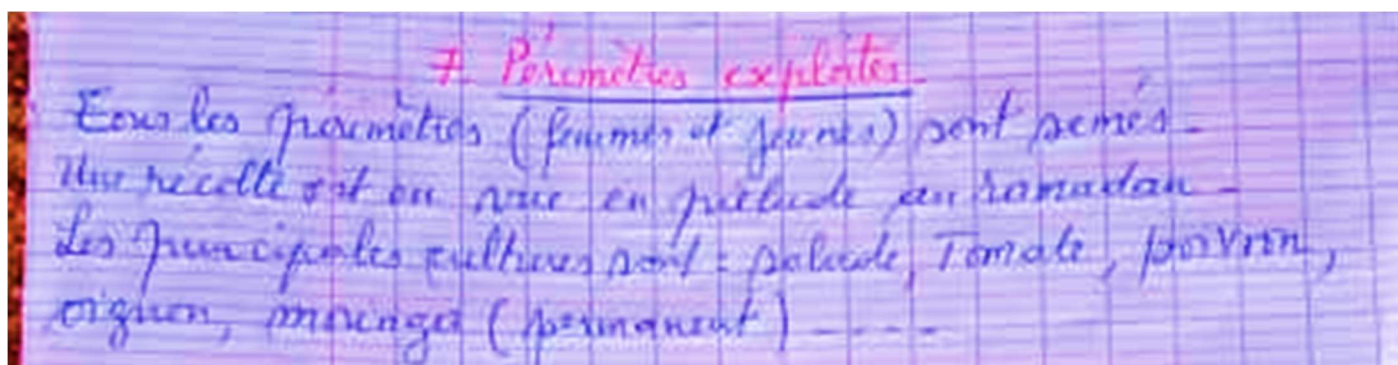 7 Périmètres exploités
Tous les périmètres (femmes et jeunes) sont semés.
Une récolte est en vue en prélude au ramadan.
Les principales cultures sont : salade, Tomate, poivron,
oignon, moringa (permanent) ----